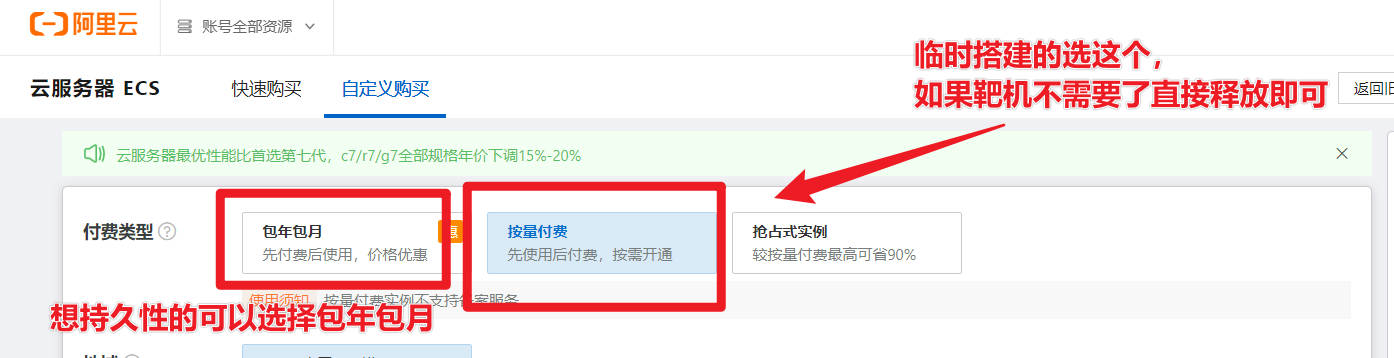 阿里云
账号全部资源
临时搭建的选这个，
如果靶机不需要了直接释放即可
云服务器 ECS
快速购买
自定义购买
返回旧
云服务器最优性能比首选第七代，c7/r7/g7全部规格年价下调15%-20%
付费类型
包年包月
惠
先付费后使用，价格优惠
按量付费
先使用后付费，按需开通
抢占式实例
较按量付费最高可省90%
使用须知 按量付费实例不支持备案服务
想持久性的可以选择包年包月